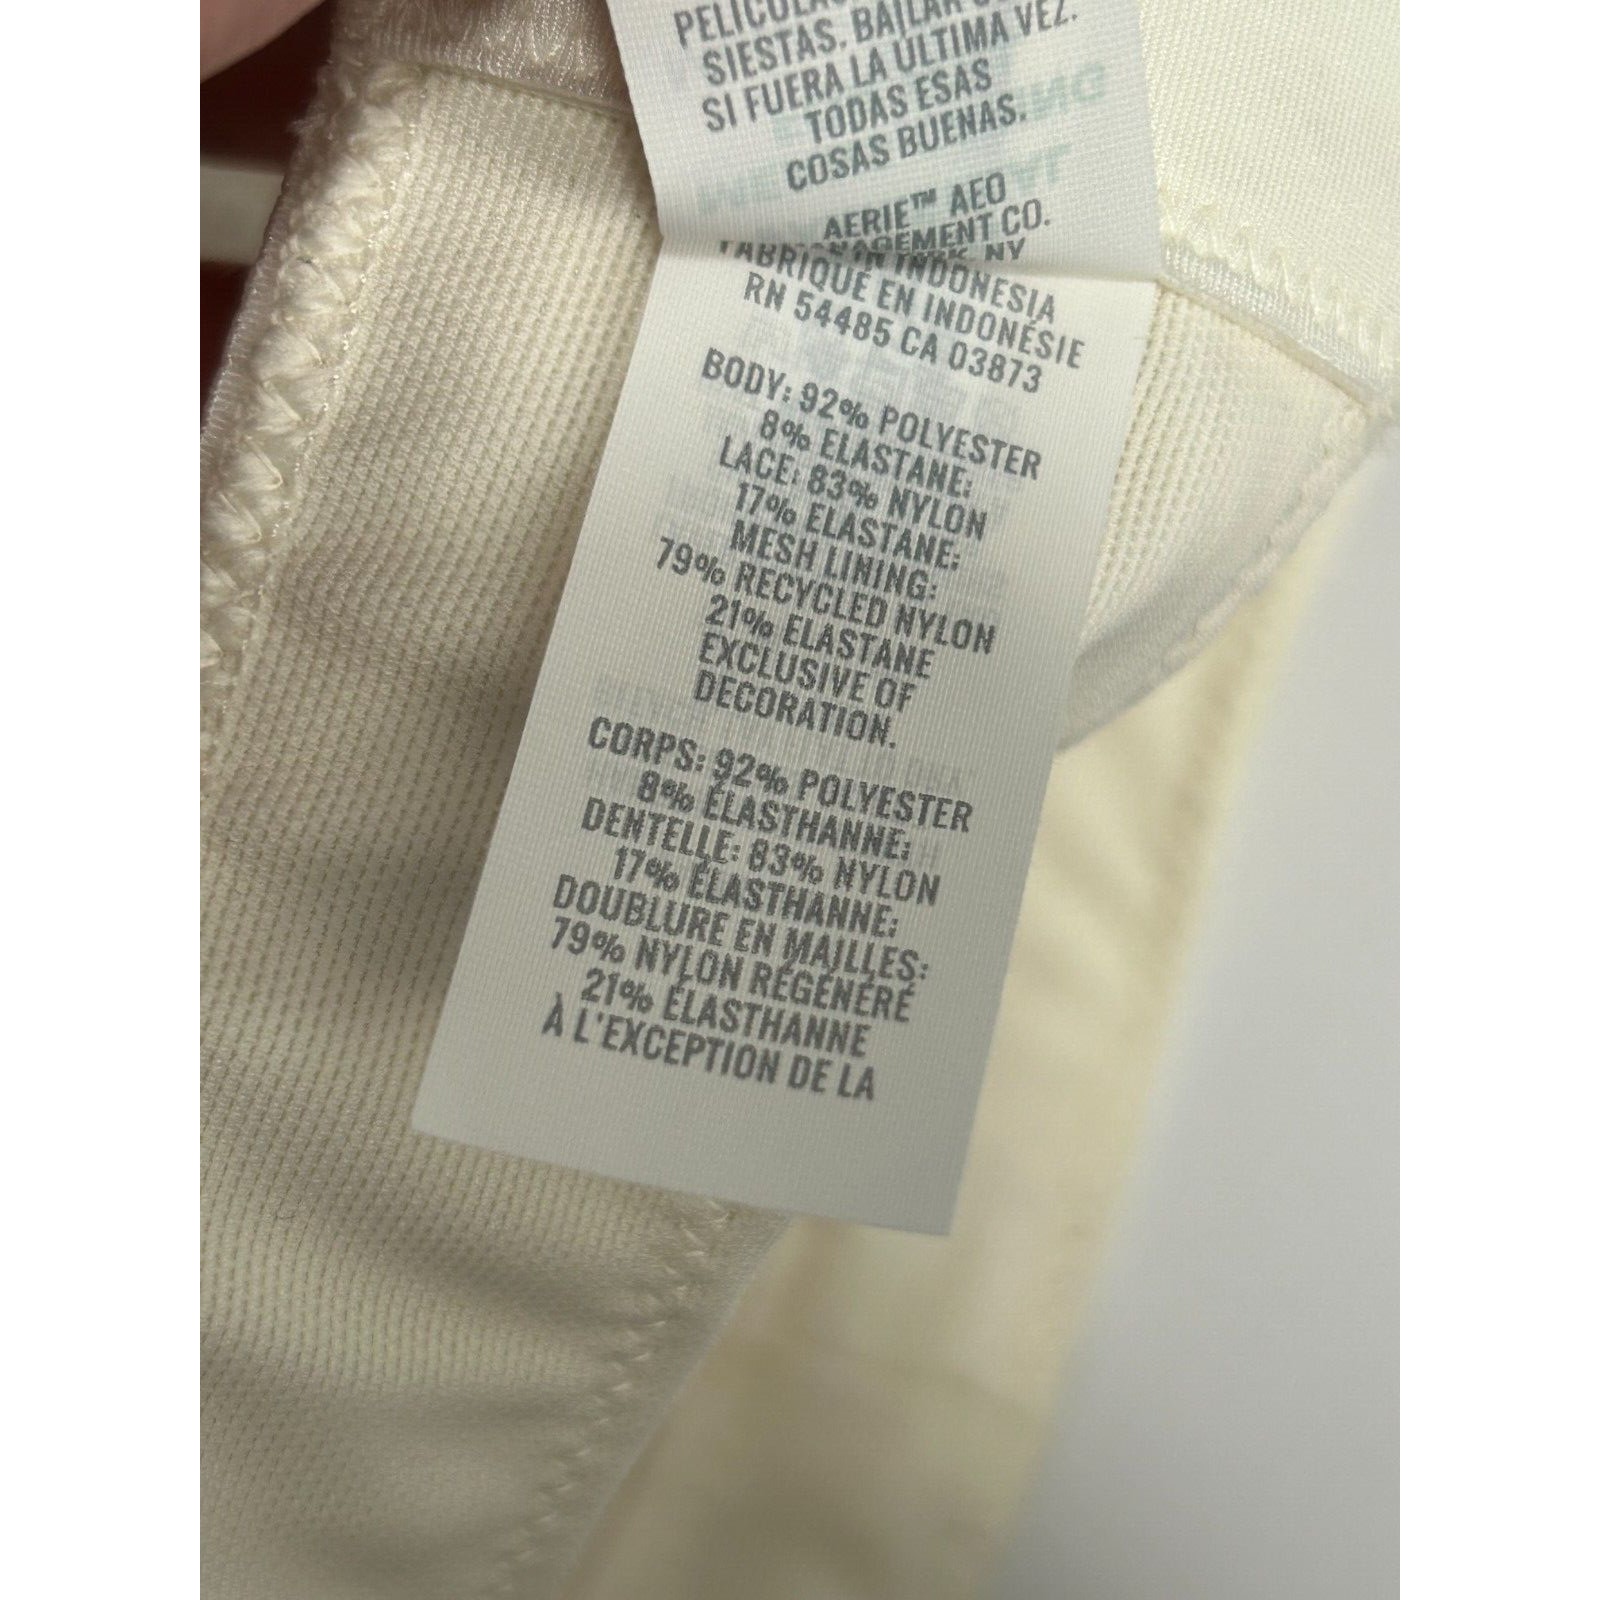 SIESTAS. BAILAR
SI FUERA LA ULTIMA VEZ.
TODAS ESAS
COSAS BUENAS.
AERIE™ AEO
CO.
NY
INDONESIA
FABRIQUÉ EN INDONÉSIE
RN 54485 CA 03873
BODY: 92% POLYESTER
8% ELASTANE;
LACE: 83% NYLON
17% ELASTANE;
MESH LINING:
79% RECYCLED NYLON
21% ELASTANE
EXCLUSIVE OF
DECORATION.
CORPS: 92% POLYESTER
8% ÉLASTHANNE;
DENTELLE: 83% NYLON
17% ÉLASTHANNE;
DOUBLURE EN MAILLES:
79% NYLON RÉGÉNÉRÉ
21% ÉLASTHANNE
À L'EXCEPTION DE LA